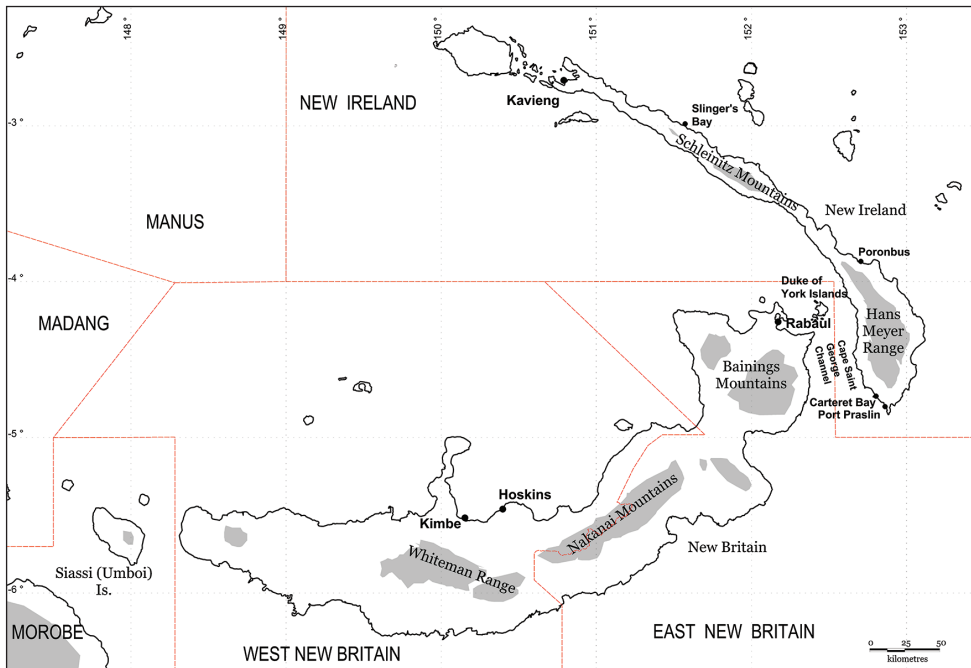 148
149
150
151
152
153
NEW IRELAND
Kavieng
Slinger's
Bay
-3 °
Schleinitz Mountains
MANUS
New Ireland
Poronbus
-4 °
Duke of
York Islands
MADANG
Rabaul
Hans
Meyer
Range
Cape Saint
George
Channel
Bainings
Mountains
Carteret Bay
Port Praslin
-5 °
Hoskins
Kimbe
Nakanai Mountains
New Britain
Whiteman Range
Siassi (Umboi)
Is.
-6 °
MOROBE
WEST NEW BRITAIN
EAST NEW BRITAIN
0 25 50
kilometres